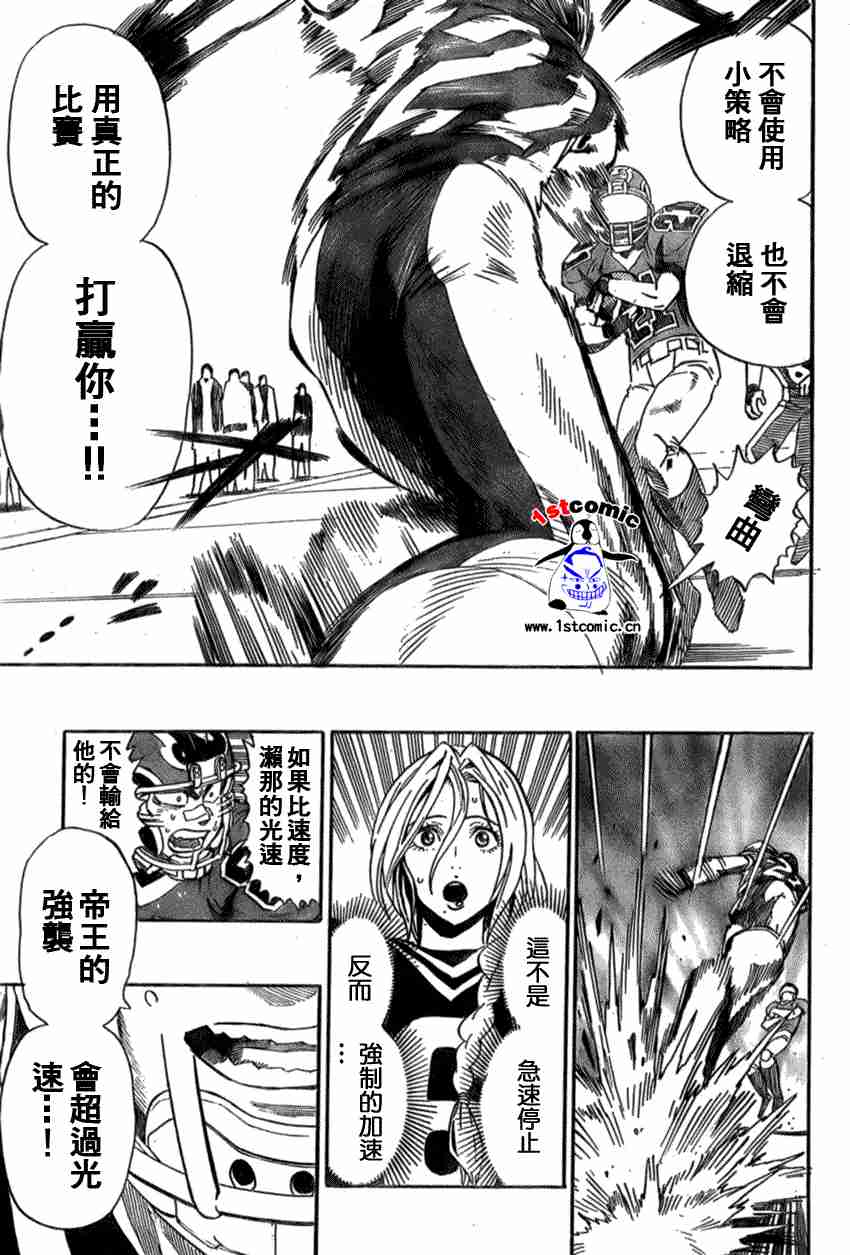 不會使用
小策略
也不會
退縮
用真正的
比賽
打贏你…!!
彎曲
1stcomic
www.1stcomic.cn
這不是
急速停止
反而
強制的加速
…
如果比速度，
瀨那的光速
不會輸給
他的！
帝王的
強襲
會超過光
速…！